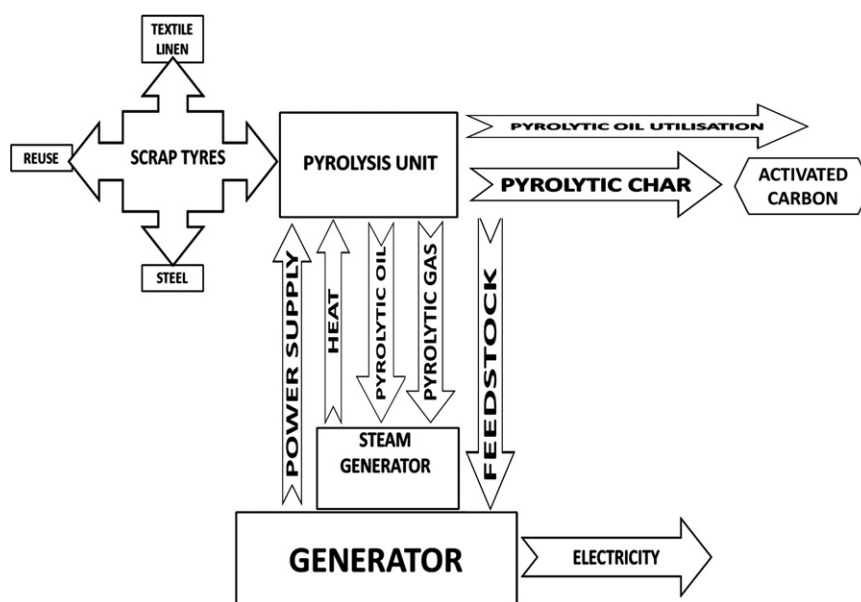 TEXTILE
LINEN
REUSE
SCRAP TYRES
STEEL
PYROLYSIS UNIT
PYROLYTIC OIL UTILISATION
PYROLYTIC CHAR
ACTIVATED
CARBON
POWER SUPPLY
HEAT
PYROLYTIC OIL
PYROLYTIC GAS
FEEDSTOCK
STEAM
GENERATOR
GENERATOR
ELECTRICITY